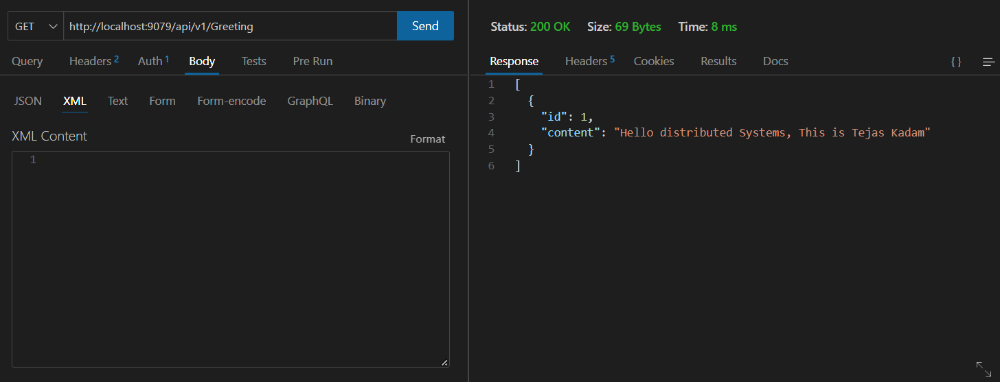 GET http://localhost:9079/api/v1/Greeting Send
Query Headers 2 Auth 1 Body Tests Pre Run
JSON XML Text Form Form-encode GraphQL Binary
XML Content Format
1
Status: 200 OK Size: 69 Bytes Time: 8 ms
Response Headers 5 Cookies Results Docs {}
1 [
2 {
3 "id": 1,
4 "content": "Hello distributed Systems, This is Tejas Kadam"
5 }
6 ]